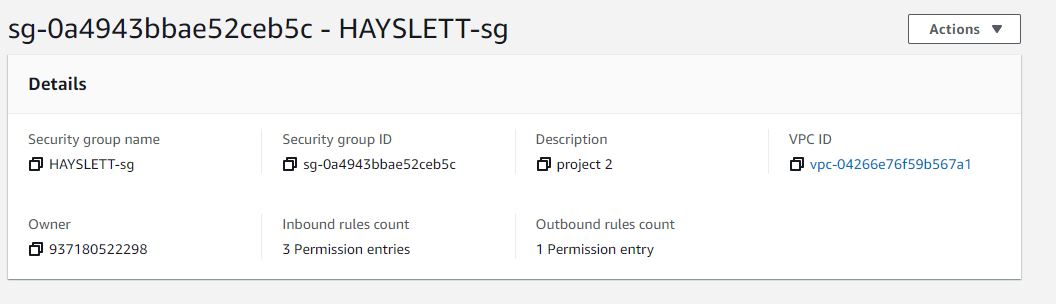 sg-0a4943bbae52ceb5c - HAYSLETT-sg
Actions
Details
Security group name
HAYSLETT-sg
Security group ID
sg-0a4943bbae52ceb5c
Description
project 2
VPC ID
vpc-04266e76f59b567a1
Owner
937180522298
Inbound rules count
3 Permission entries
Outbound rules count
1 Permission entry